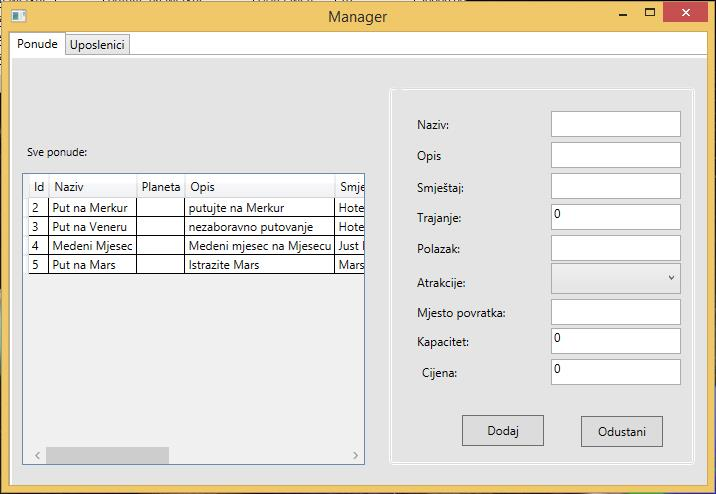 Manager
Ponude Uposlenici
Sve ponude:
Id Naziv Planeta Opis Smje
2 Put na Merkur putujte na Merkur Hote
3 Put na Veneru nezaboravno putovanje Hote
4 Medeni Mjesec Medeni mjesec na Mjesecu Just
5 Put na Mars Istrazite Mars Mars
Naziv:
Opis
Smještaj:
Trajanje: 0
Polazak:
Atrakcije:
Mjesto povratka:
Kapacitet: 0
Cijena: 0
Dodaj Odustani